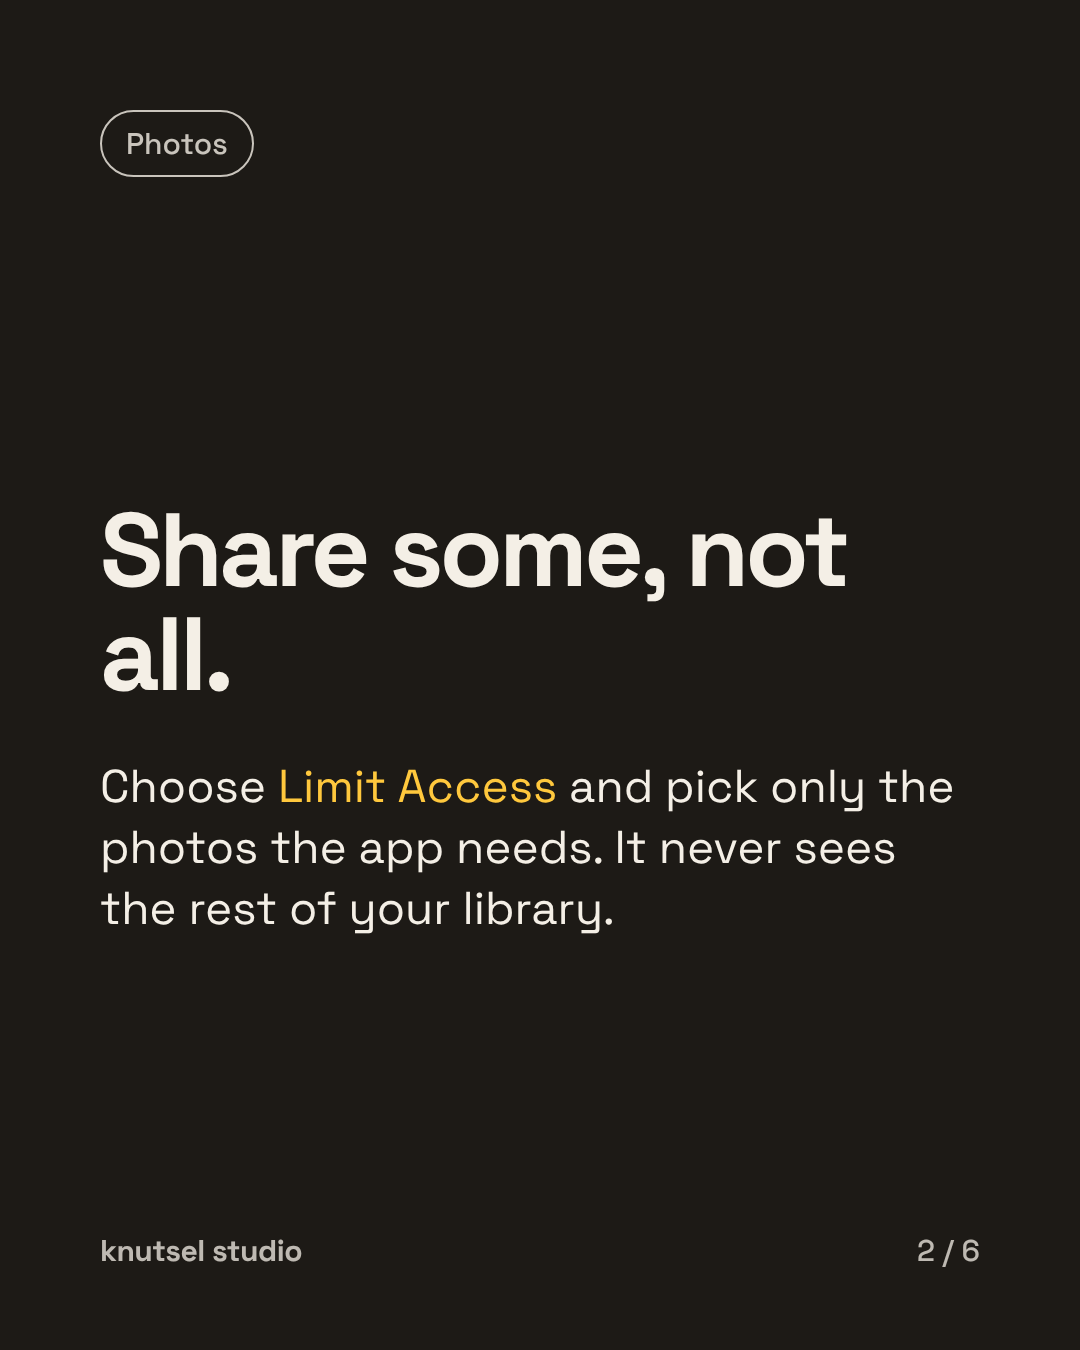 Photos
Share some, not
all.
Choose Limit Access and pick only the
photos the app needs. It never sees
the rest of your library.
knutsel studio
2 / 6